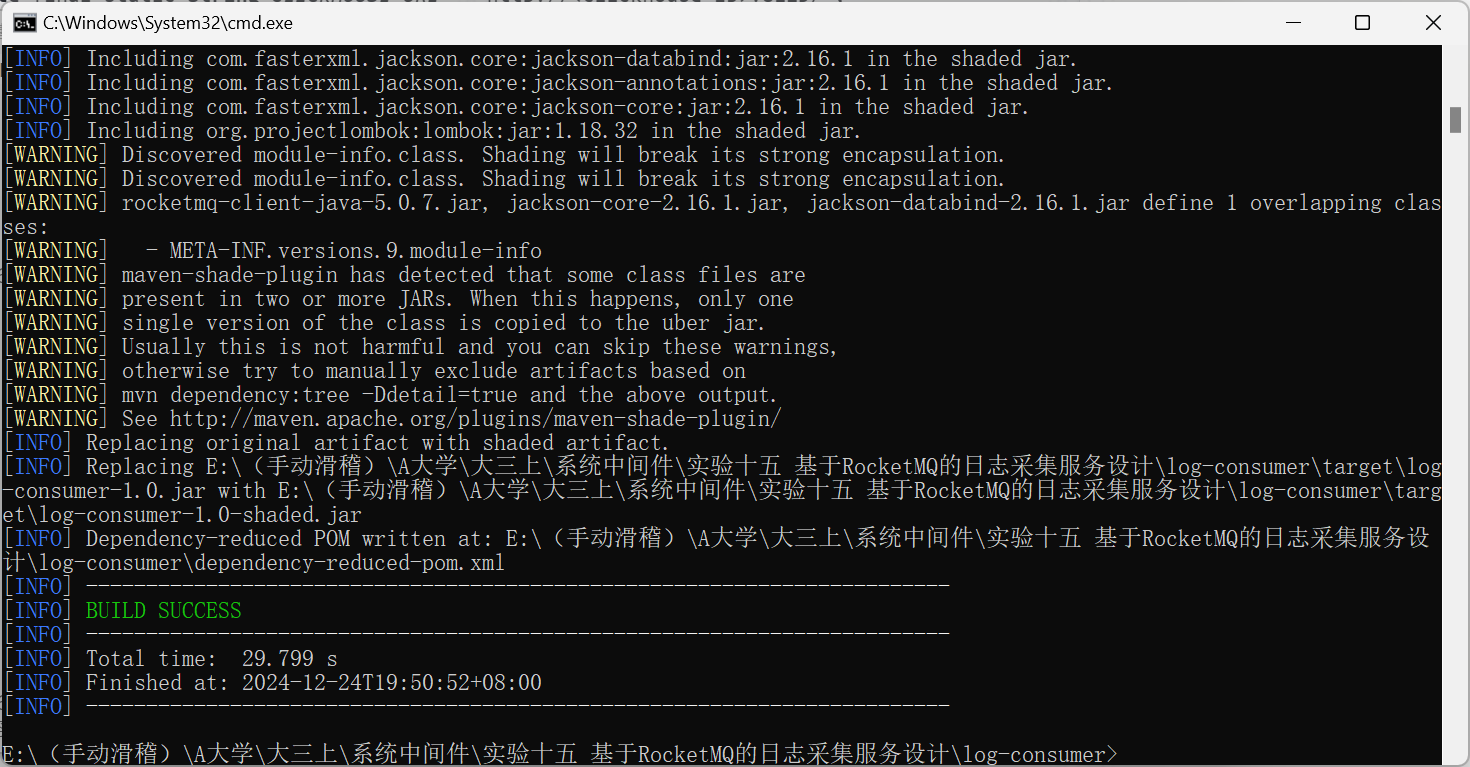 C:\Windows\System32\cmd.exe
[INFO] Including com.fasterxml.jackson.core:jackson-databind:jar:2.16.1 in the shaded jar.
[INFO] Including com.fasterxml.jackson.core:jackson-annotations:jar:2.16.1 in the shaded jar.
[INFO] Including com.fasterxml.jackson.core:jackson-core:jar:2.16.1 in the shaded jar.
[INFO] Including org.projectlombok:lombok:jar:1.18.32 in the shaded jar.
[WARNING] Discovered module-info.class. Shading will break its strong encapsulation.
[WARNING] Discovered module-info.class. Shading will break its strong encapsulation.
[WARNING] rocketmq-client-java-5.0.7.jar, jackson-core-2.16.1.jar, jackson-databind-2.16.1.jar define 1 overlapping clas
ses:
[WARNING]   - META-INF.versions.9.module-info
[WARNING] maven-shade-plugin has detected that some class files are
[WARNING] present in two or more JARs. When this happens, only one
[WARNING] single version of the class is copied to the uber jar.
[WARNING] Usually this is not harmful and you can skip these warnings,
[WARNING] otherwise try to manually exclude artifacts based on
[WARNING] mvn dependency:tree -Ddetail=true and the above output.
[WARNING] See http://maven.apache.org/plugins/maven-shade-plugin/
[INFO] Replacing original artifact with shaded artifact.
[INFO] Replacing E:\（手动滑稽）\A大学\大三上\系统中间件\实验十五 基于RocketMQ的日志采集服务设计\log-consumer\target\log
-consumer-1.0.jar with E:\（手动滑稽）\A大学\大三上\系统中间件\实验十五 基于RocketMQ的日志采集服务设计\log-consumer\targ
et\log-consumer-1.0-shaded.jar
[INFO] Dependency-reduced POM written at: E:\（手动滑稽）\A大学\大三上\系统中间件\实验十五 基于RocketMQ的日志采集服务设
计\log-consumer\dependency-reduced-pom.xml
[INFO] ------------------------------------------------------------------------
[INFO] BUILD SUCCESS
[INFO] ------------------------------------------------------------------------
[INFO] Total time:  29.799 s
[INFO] Finished at: 2024-12-24T19:50:52+08:00
[INFO] ------------------------------------------------------------------------
E:\（手动滑稽）\A大学\大三上\系统中间件\实验十五 基于RocketMQ的日志采集服务设计\log-consumer>